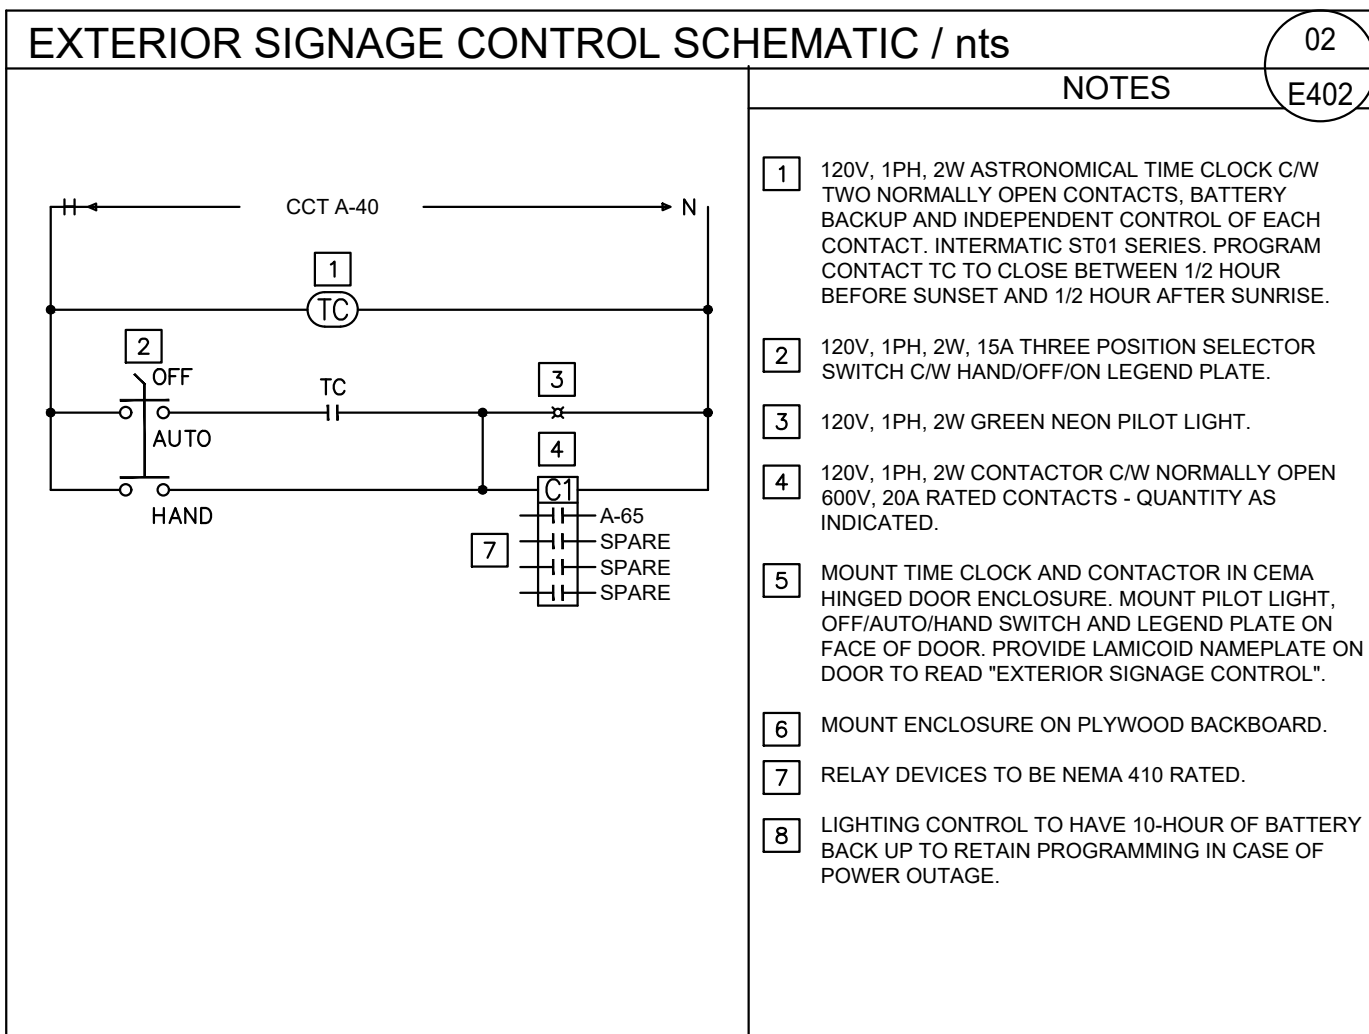 EXTERIOR SIGNAGE CONTROL SCHEMATIC / nts
02
E402
NOTES
H
CCT A-40
N
1
TC
2
OFF
TC
3
AUTO
4
HAND
C1
7
A-65
SPARE
SPARE
SPARE
1
120V, 1PH, 2W ASTRONOMICAL TIME CLOCK C/W
TWO NORMALLY OPEN CONTACTS, BATTERY
BACKUP AND INDEPENDENT CONTROL OF EACH
CONTACT. INTERMATIC ST01 SERIES. PROGRAM
CONTACT TC TO CLOSE BETWEEN 1/2 HOUR
BEFORE SUNSET AND 1/2 HOUR AFTER SUNRISE.
2
120V, 1PH, 2W, 15A THREE POSITION SELECTOR
SWITCH C/W HAND/OFF/ON LEGEND PLATE.
3
120V, 1PH, 2W GREEN NEON PILOT LIGHT.
4
120V, 1PH, 2W CONTACTOR C/W NORMALLY OPEN
600V, 20A RATED CONTACTS - QUANTITY AS
INDICATED.
5
MOUNT TIME CLOCK AND CONTACTOR IN CEMA
HINGED DOOR ENCLOSURE. MOUNT PILOT LIGHT,
OFF/AUTO/HAND SWITCH AND LEGEND PLATE ON
FACE OF DOOR. PROVIDE LAMICOID NAMEPLATE ON
DOOR TO READ "EXTERIOR SIGNAGE CONTROL".
6
MOUNT ENCLOSURE ON PLYWOOD BACKBOARD.
7
RELAY DEVICES TO BE NEMA 410 RATED.
8
LIGHTING CONTROL TO HAVE 10-HOUR OF BATTERY
BACK UP TO RETAIN PROGRAMMING IN CASE OF
POWER OUTAGE.